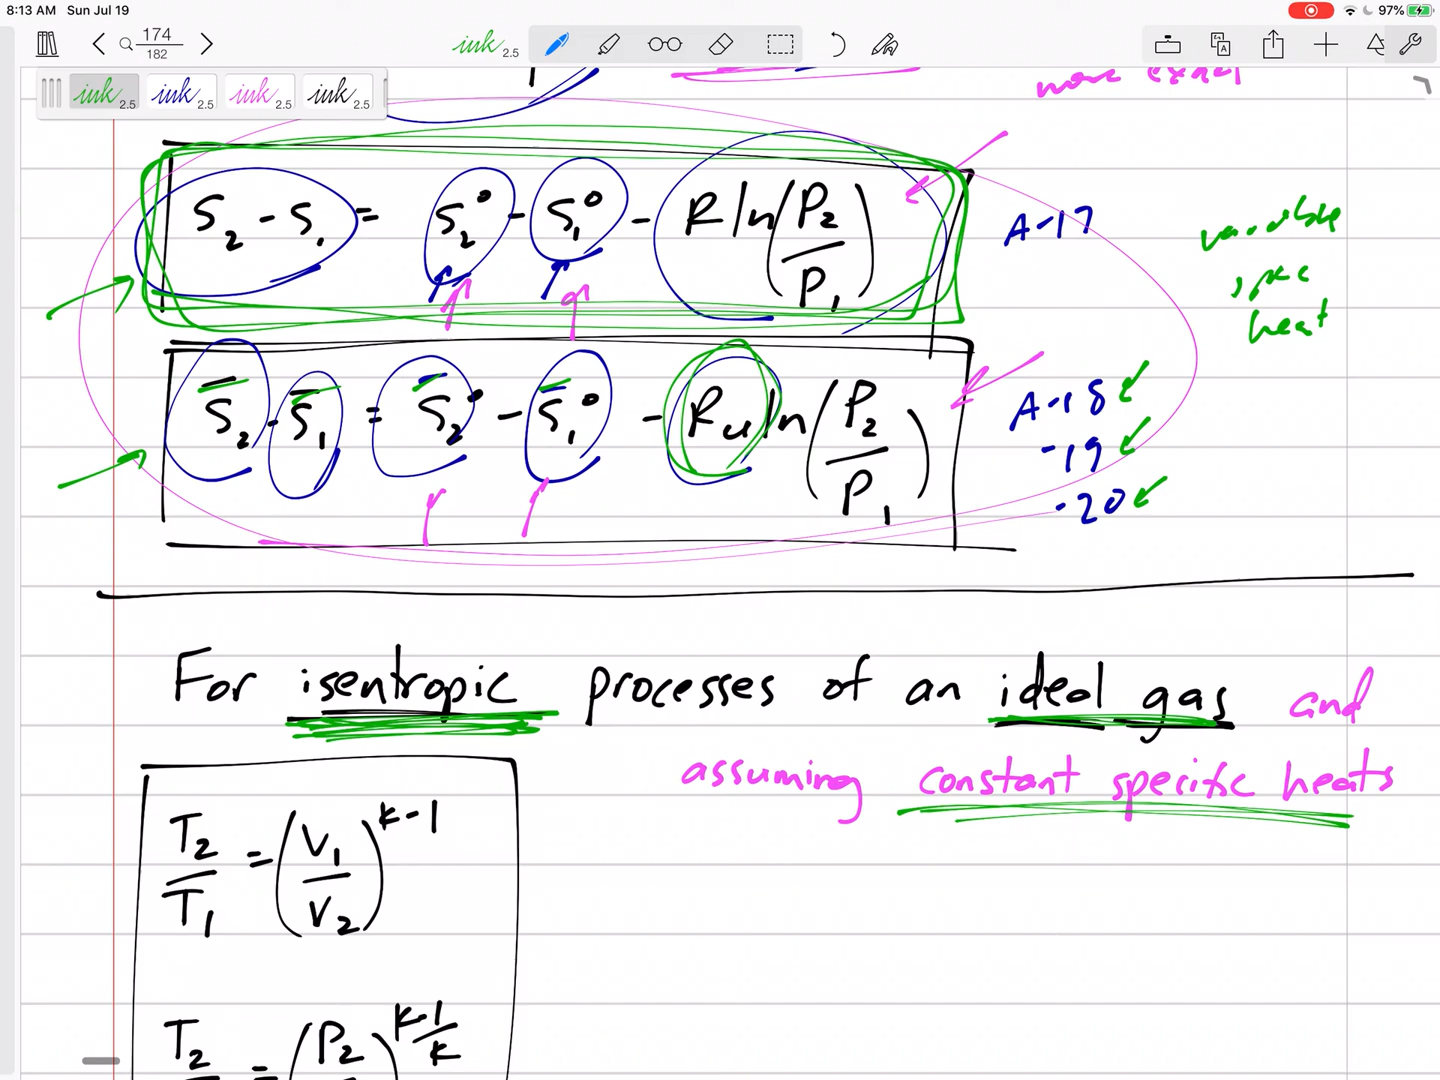 8:13 AM Sun Jul 19
97%
174
182
ink 2.5
ink 2.5 ink 2.5 ink 2.5 ink 2.5
more exact
S₂ - S₁ = S₂° - S₁° - R ln(P₂/P₁)
A-17
variable
spec
heat
S̄₂ - S̄₁ = S̄₂° - S̄₁° - Ru ln(P₂/P₁)
A-18
-19
-20
For isentropic processes of an ideal gas and
assuming constant specific heats
T₂/T₁ = (V₁/V₂)^(k-1)
T₂ = (P₂)^(k-1/k)